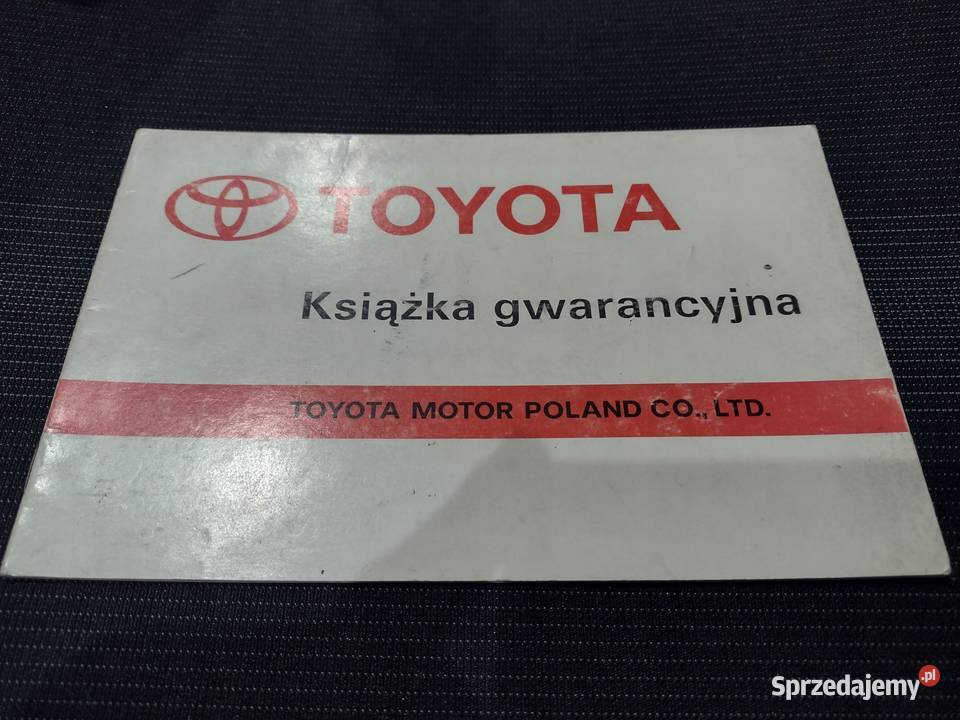 TOYOTA
Książka gwarancyjna
TOYOTA MOTOR POLAND CO., LTD.
Sprzedajemy.pl